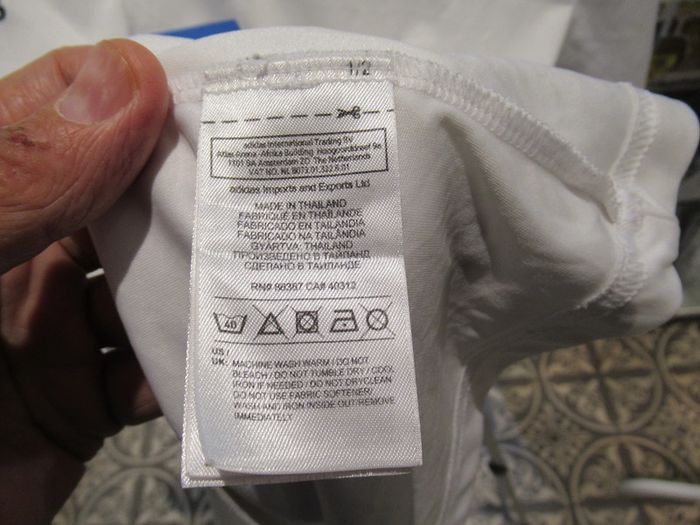 1/2
adidas International Trading BV
Atlas Arena -Afrika Building Hoogoorddreef 9a
1101 BA Amsterdam ZO The Netherlands
VAT NO. NL 8073.01.322.B.01
adidas Imports and Exports Ltd
MADE IN THAILAND
FABRIQUÉ EN THAÏLANDE
FABRICADO EN TAILANDIA
FABRICADO NA TAILÂNDIA
GYÁRTVA: THAILAND
ПРОИЗВЕДЕНО В ТАЙЛАНД
СДЕЛАНО В ТАИЛАНДЕ
RN# 88387 CA# 40312
40
US /
UK: MACHINE WASH WARM / DO NOT
BLEACH / DO NOT TUMBLE DRY / COOL
IRON IF NEEDED / DO NOT DRYCLEAN
DO NOT USE FABRIC SOFTENER/
WASH AND IRON INSIDE OUT/REMOVE
IMMEDIATELY